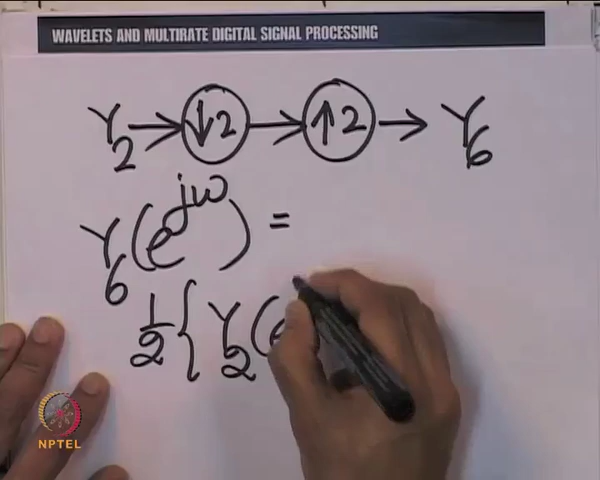 WAVELETS AND MULTIRATE DIGITAL SIGNAL PROCESSING
Y₂ → ↓2 → ↑2 → Y₆
Y₆(e^{jω}) =
1/2 { Y₂(e
NPTEL